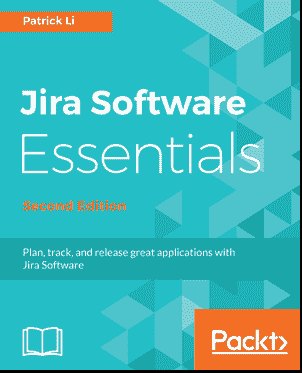 Patrick Li
Jira Software
Essentials
Second Edition
Plan, track, and release great applications with
Jira Software
Packt>